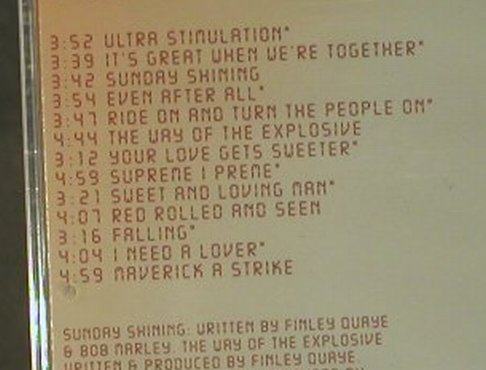 3:52 ULTRA STIMULATION*
3:39 IT'S GREAT WHEN WE'RE TOGETHER*
3:42 SUNDAY SHINING
3:54 EVEN AFTER ALL*
3:47 RIDE ON AND TURN THE PEOPLE ON*
4:44 THE WAY OF THE EXPLOSIVE
3:12 YOUR LOVE GETS SWEETER*
4:59 SUPREME I PREME*
3:21 SWEET AND LOVING MAN*
4:07 RED ROLLED AND SEEN
3:16 FALLING*
4:04 I NEED A LOVER*
4:59 MAVERICK A STRIKE
SUNDAY SHINING: WRITTEN BY FINLEY QUAYE
& BOB MARLEY. THE WAY OF THE EXPLOSIVE
WRITTEN & PRODUCED BY FINLEY QUAYE.